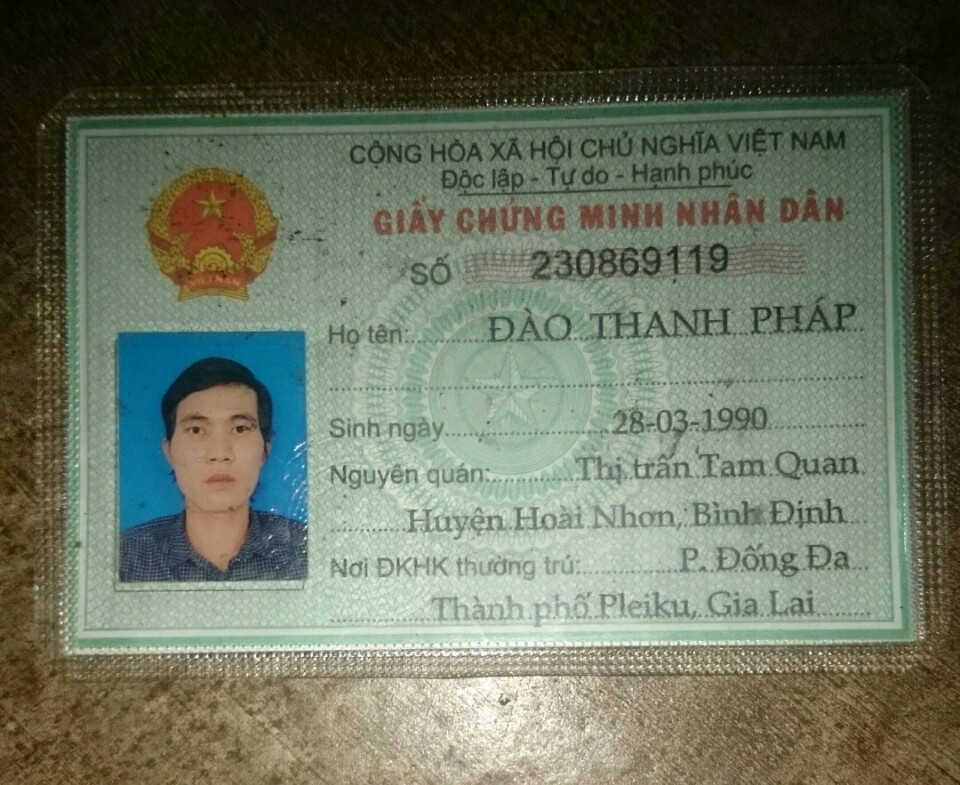 CỘNG HÒA XÃ HỘI CHỦ NGHĨA VIỆT NAM
Độc lập - Tự do - Hạnh phúc
GIẤY CHỨNG MINH NHÂN DÂN
SỐ 230869119
Họ tên: ĐÀO THANH PHÁP
Sinh ngày 28-03-1990
Nguyên quán: Thị trấn Tam Quan
Huyện Hoài Nhơn, Bình Định
Nơi ĐKHK thường trú: P. Đống Đa
Thành phố Pleiku, Gia Lai
VIỆT NAM